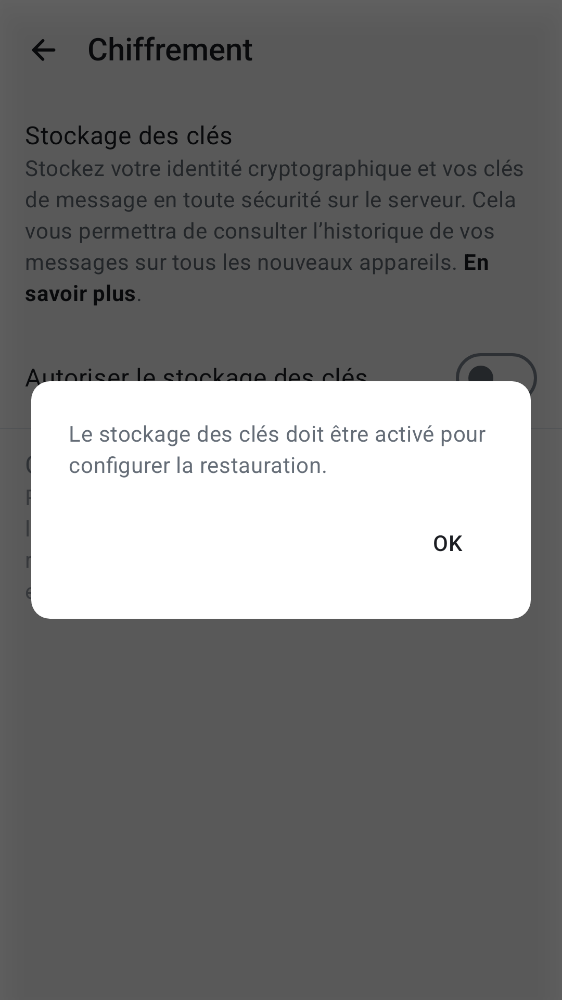 Chiffrement
Stockage des clés
Stockez votre identité cryptographique et vos clés
de message en toute sécurité sur le serveur. Cela
vous permettra de consulter l’historique de vos
messages sur tous les nouveaux appareils. En
savoir plus.
Autoriser le stockage des clés
Le stockage des clés doit être activé pour
configurer la restauration.
OK